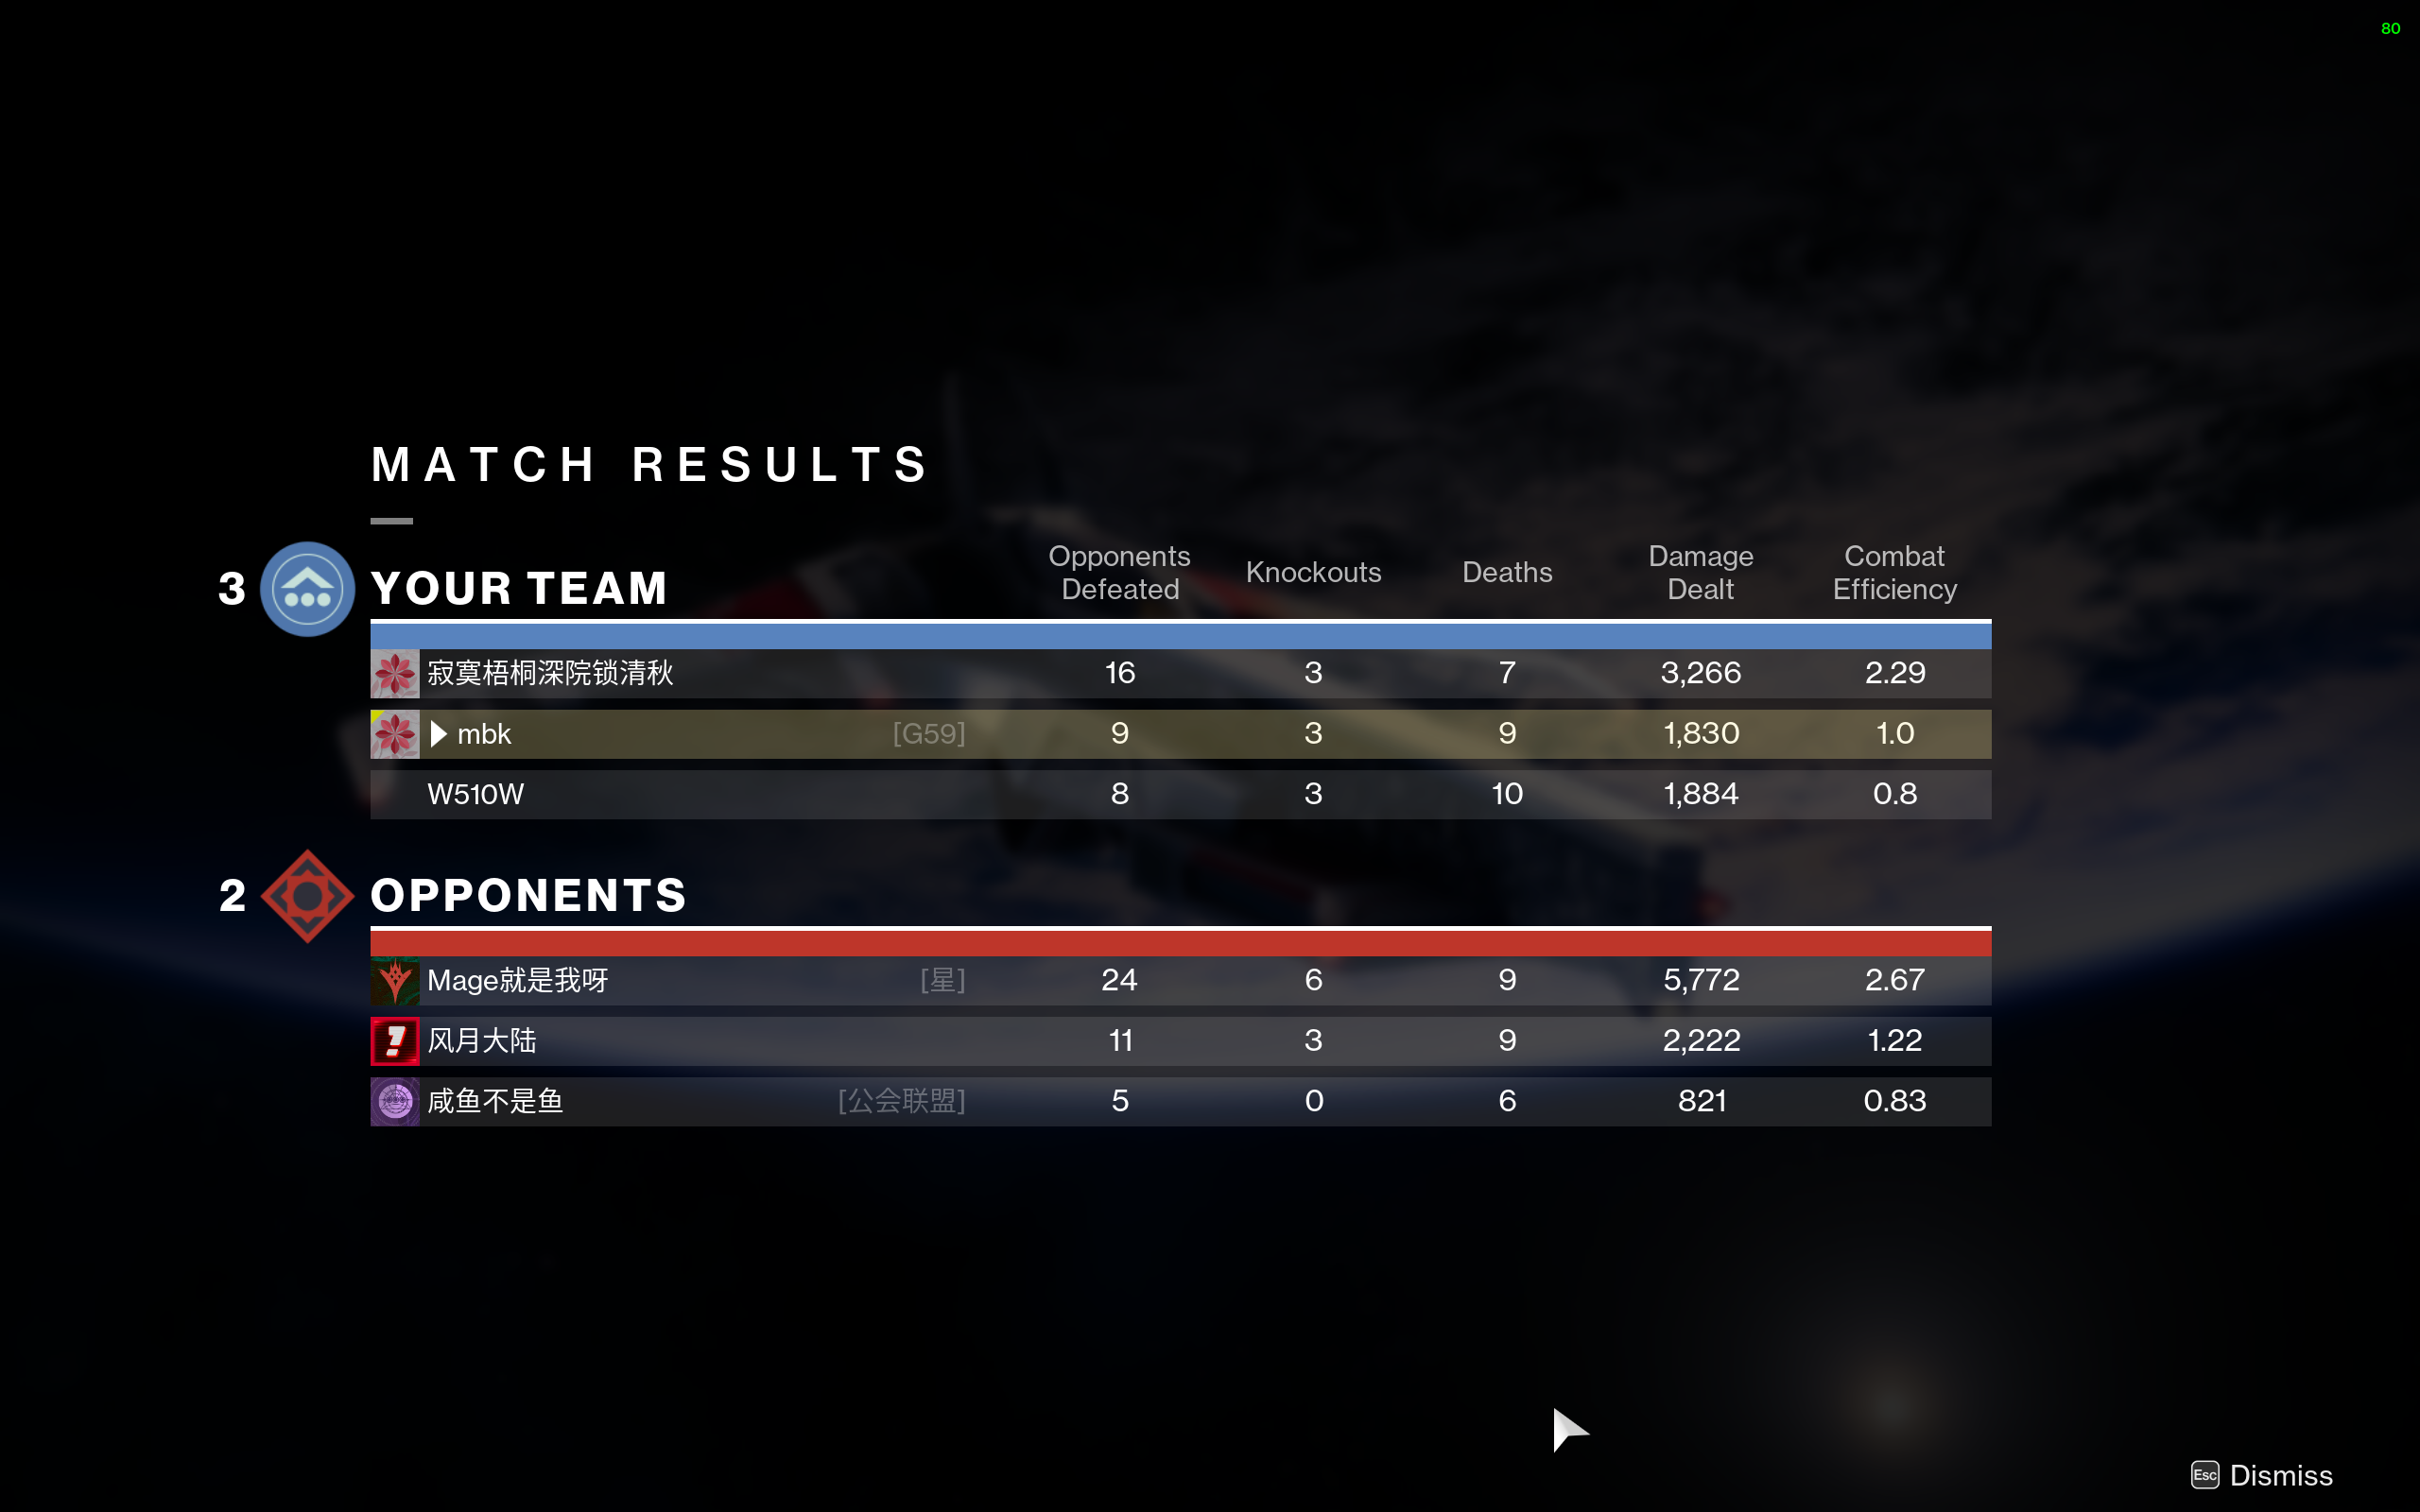 80
MATCH RESULTS
3 YOUR TEAM Opponents Defeated Knockouts Deaths Damage Dealt Combat Efficiency
寂寞梧桐深院锁清秋 16 3 7 3,266 2.29
mbk [G59] 9 3 9 1,830 1.0
W510W 8 3 10 1,884 0.8
2 OPPONENTS
Mage就是我呀 [星] 24 6 9 5,772 2.67
风月大陆 11 3 9 2,222 1.22
咸鱼不是鱼 [公会联盟] 5 0 6 821 0.83
Esc Dismiss